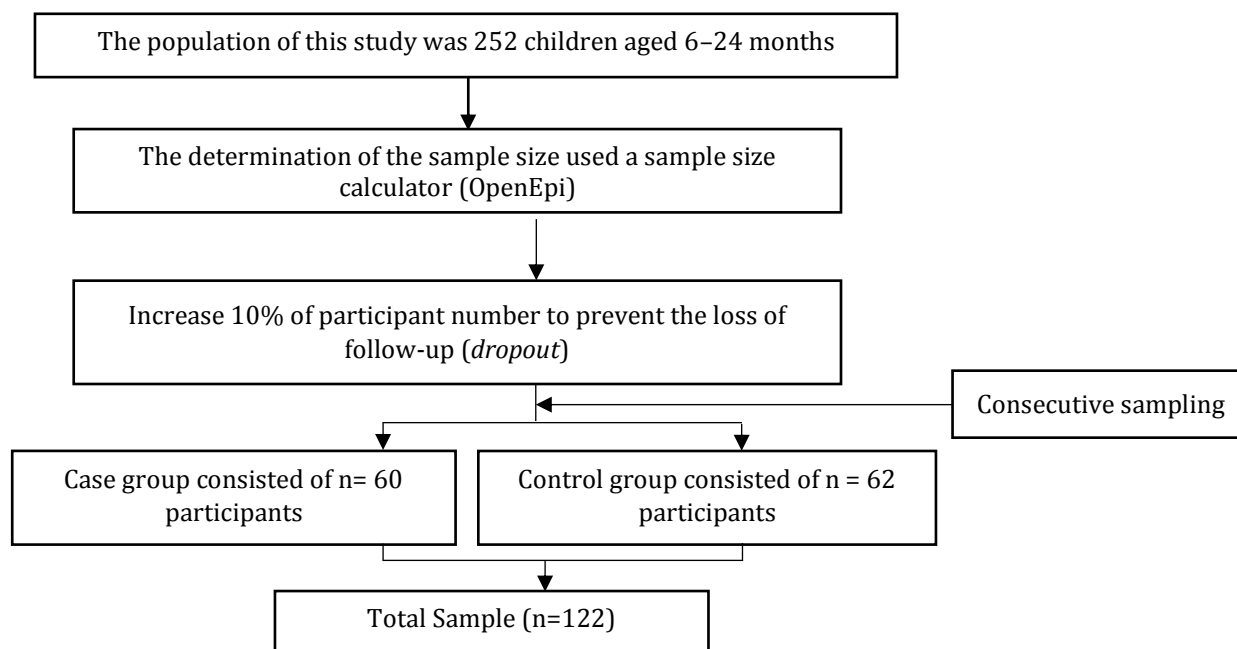 The population of this study was 252 children aged 6–24 months
The determination of the sample size used a sample size
calculator (OpenEpi)
Increase 10% of participant number to prevent the loss of
follow-up (dropout)
Consecutive sampling
Case group consisted of n= 60
participants
Control group consisted of n = 62
participants
Total Sample (n=122)